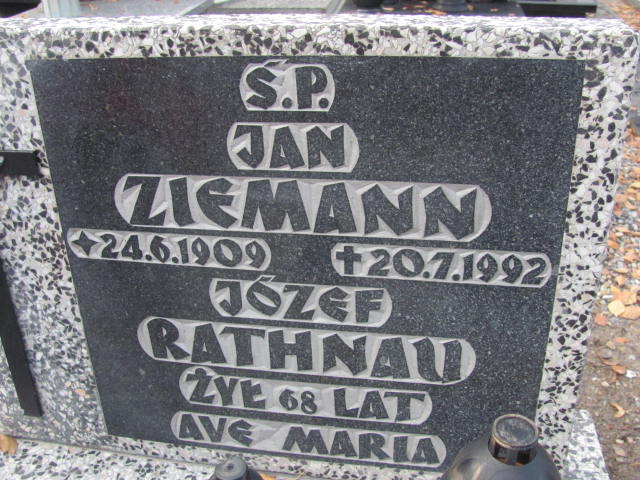 Ś.P.
JAN
ZIEMANN
24.6.1909 20.7.1992
JÓZEF
RATHNAU
ŻYŁ 68 LAT
AVE MARIA